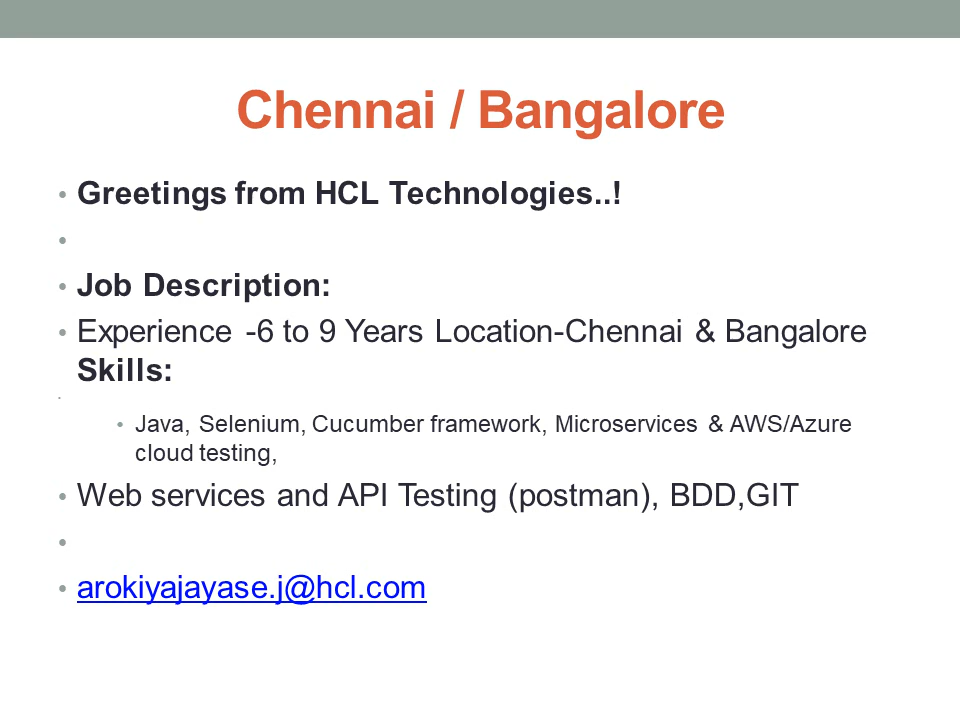 Chennai / Bangalore
Greetings from HCL Technologies..!
Job Description:
Experience -6 to 9 Years Location-Chennai & Bangalore
Skills:
Java, Selenium, Cucumber framework, Microservices & AWS/Azure
cloud testing,
Web services and API Testing (postman), BDD,GIT
arokiyajayase.j@hcl.com